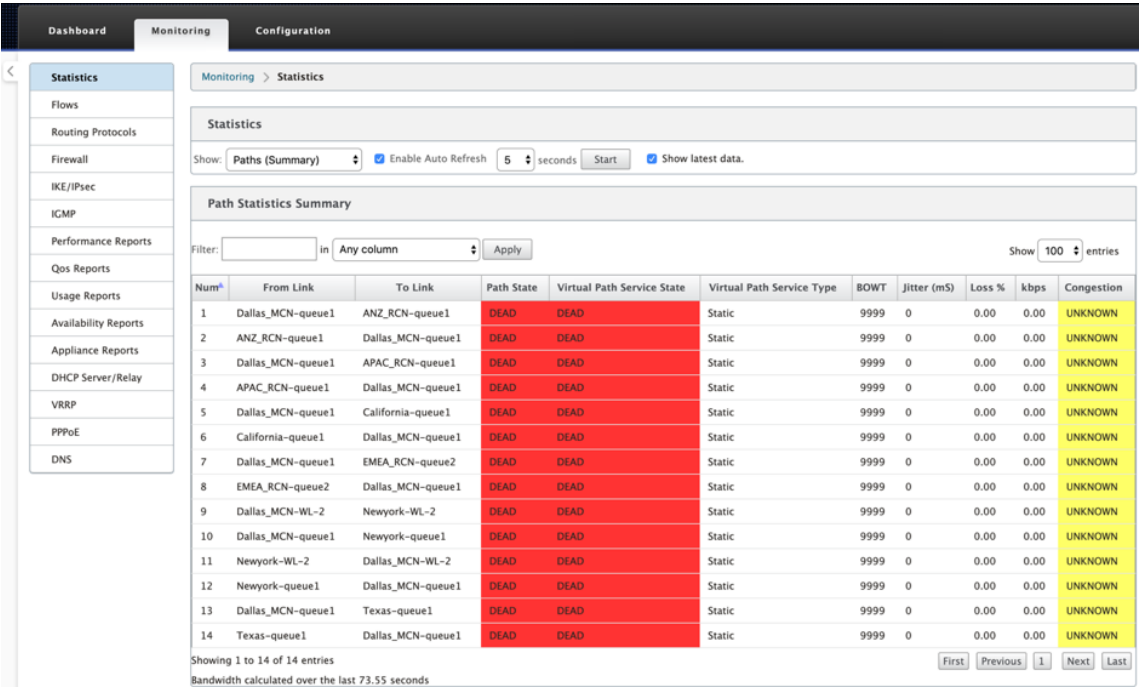 Dashboard Monitoring Configuration
Statistics
Flows
Routing Protocols
Firewall
IKE/IPsec
IGMP
Performance Reports
Qos Reports
Usage Reports
Availability Reports
Appliance Reports
DHCP Server/Relay
VRRP
PPPoE
DNS
Monitoring > Statistics
Statistics
Show: Paths (Summary) Enable Auto Refresh 5 seconds Start Show latest data.
Path Statistics Summary
Filter: in Any column Apply Show 100 entries
Num From Link To Link Path State Virtual Path Service State Virtual Path Service Type BOWT Jitter (mS) Loss % kbps Congestion
1 Dallas_MCN-queue1 ANZ_RCN-queue1 DEAD DEAD Static 9999 0 0.00 0.00 UNKNOWN
2 ANZ_RCN-queue1 Dallas_MCN-queue1 DEAD DEAD Static 9999 0 0.00 0.00 UNKNOWN
3 Dallas_MCN-queue1 APAC_RCN-queue1 DEAD DEAD Static 9999 0 0.00 0.00 UNKNOWN
4 APAC_RCN-queue1 Dallas_MCN-queue1 DEAD DEAD Static 9999 0 0.00 0.00 UNKNOWN
5 Dallas_MCN-queue1 California-queue1 DEAD DEAD Static 9999 0 0.00 0.00 UNKNOWN
6 California-queue1 Dallas_MCN-queue1 DEAD DEAD Static 9999 0 0.00 0.00 UNKNOWN
7 Dallas_MCN-queue1 EMEA_RCN-queue2 DEAD DEAD Static 9999 0 0.00 0.00 UNKNOWN
8 EMEA_RCN-queue2 Dallas_MCN-queue1 DEAD DEAD Static 9999 0 0.00 0.00 UNKNOWN
9 Dallas_MCN-WL-2 Newyork-WL-2 DEAD DEAD Static 9999 0 0.00 0.00 UNKNOWN
10 Dallas_MCN-queue1 Newyork-queue1 DEAD DEAD Static 9999 0 0.00 0.00 UNKNOWN
11 Newyork-WL-2 Dallas_MCN-WL-2 DEAD DEAD Static 9999 0 0.00 0.00 UNKNOWN
12 Newyork-queue1 Dallas_MCN-queue1 DEAD DEAD Static 9999 0 0.00 0.00 UNKNOWN
13 Dallas_MCN-queue1 Texas-queue1 DEAD DEAD Static 9999 0 0.00 0.00 UNKNOWN
14 Texas-queue1 Dallas_MCN-queue1 DEAD DEAD Static 9999 0 0.00 0.00 UNKNOWN
Showing 1 to 14 of 14 entries First Previous 1 Next Last
Bandwidth calculated over the last 73.55 seconds